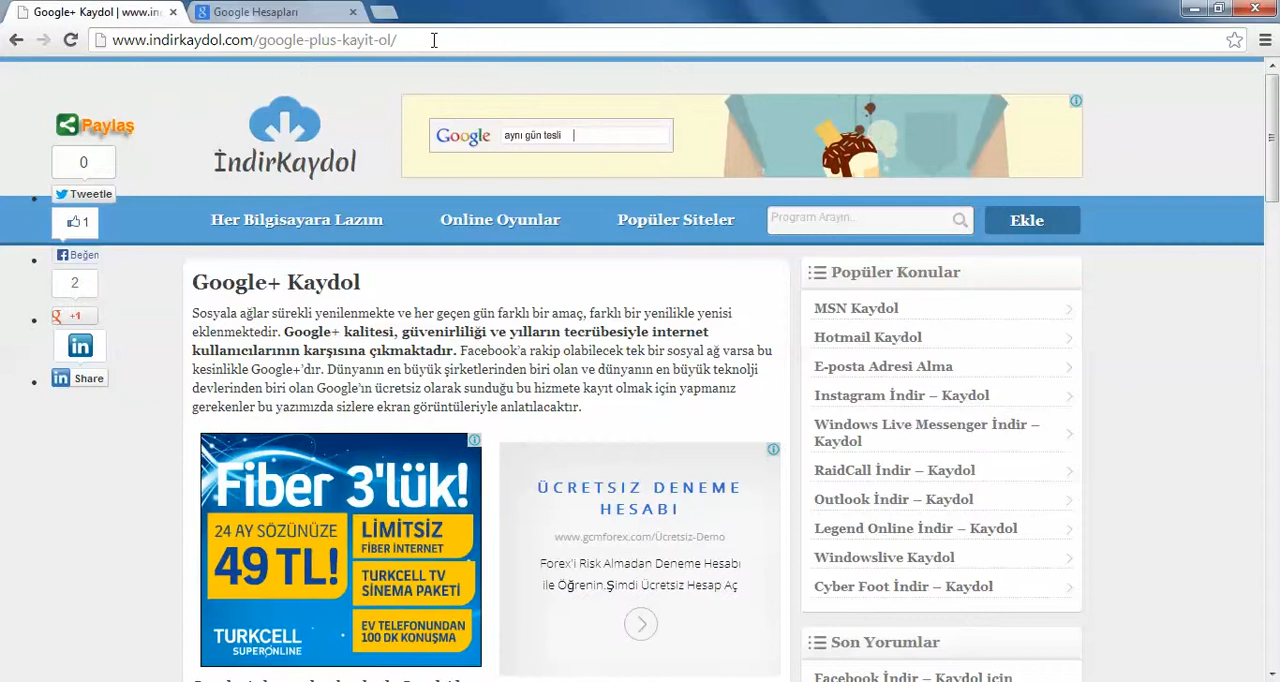 Google+ Kaydol | www.in
Google Hesapları
www.indirkaydol.com/google-plus-kayit-ol/
Paylaş
0
Tweetle
1
Beğen
2
+1
in
in Share
İndirKaydol
Google aynı gün tesli
Her Bilgisayara Lazım
Online Oyunlar
Popüler Siteler
Program Arayın..
Ekle
Google+ Kaydol
Sosyala ağlar sürekli yenilenmekte ve her geçen gün farklı bir amaç, farklı bir yenilikle yenisi
eklenmektedir. Google+ kalitesi, güvenirliliği ve yılların tecrübesiyle internet
kullanıcılarının karşısına çıkmaktadır. Facebook’a rakip olabilecek tek bir sosyal ağ varsa bu
kesinlikle Google+’dır. Dünyanın en büyük şirketlerinden biri olan ve dünyanın en büyük teknolji
devlerinden biri olan Google’ın ücretsiz olarak sunduğu bu hizmete kayıt olmak için yapmanız
gerekenler bu yazımızda sizlere ekran görüntüleriyle anlatılacaktır.
Fiber 3'lük!
24 AY SÖZÜNÜZE
49 TL!
LİMİTSİZ
FİBER İNTERNET
TURKCELL TV
SİNEMA PAKETİ
EV TELEFONUNDAN
100 DK KONUŞMA
TURKCELL
SUPERONLINE
ÜCRETSIZ DENEME
HESABI
www.gcmforex.com/Ücretsiz-Demo
Forex'i Risk Almadan Deneme Hesabı
ile Öğrenin.Şimdi Ücretsiz Hesap Aç
Popüler Konular
MSN Kaydol
Hotmail Kaydol
E-posta Adresi Alma
Instagram İndir – Kaydol
Windows Live Messenger İndir –
Kaydol
RaidCall İndir – Kaydol
Outlook İndir – Kaydol
Legend Online İndir – Kaydol
Windowslive Kaydol
Cyber Foot İndir – Kaydol
Son Yorumlar
Facebook İndir – Kaydol için